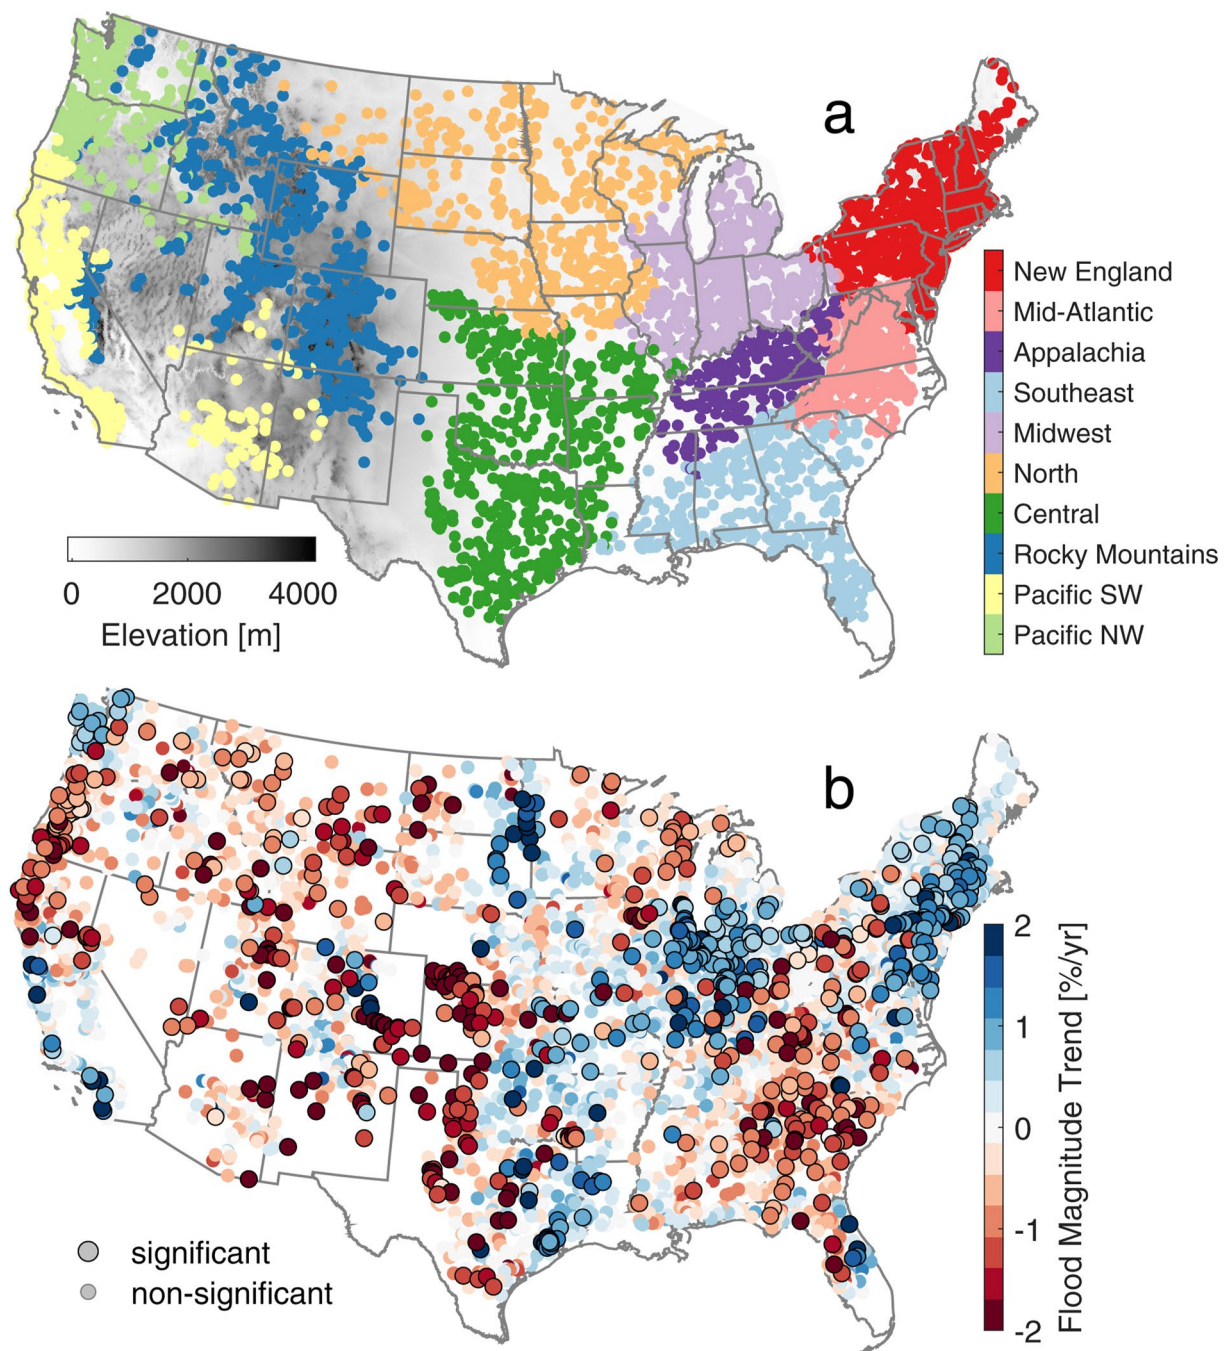 a
New England
Mid-Atlantic
Appalachia
Southeast
Midwest
North
Central
Rocky Mountains
Pacific SW
Pacific NW
0 2000 4000
Elevation [m]
b
2
1
0
-1
-2
Flood Magnitude Trend [%/yr]
significant
non-significant